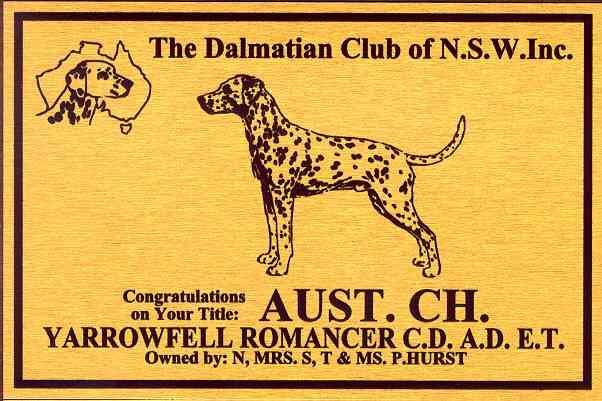 The Dalmatian Club of N.S.W.Inc.
Congratulations
on Your Title: AUST. CH.
YARROWFELL ROMANCER C.D. A.D. E.T.
Owned by: N, MRS. S, T & MS. P.HURST